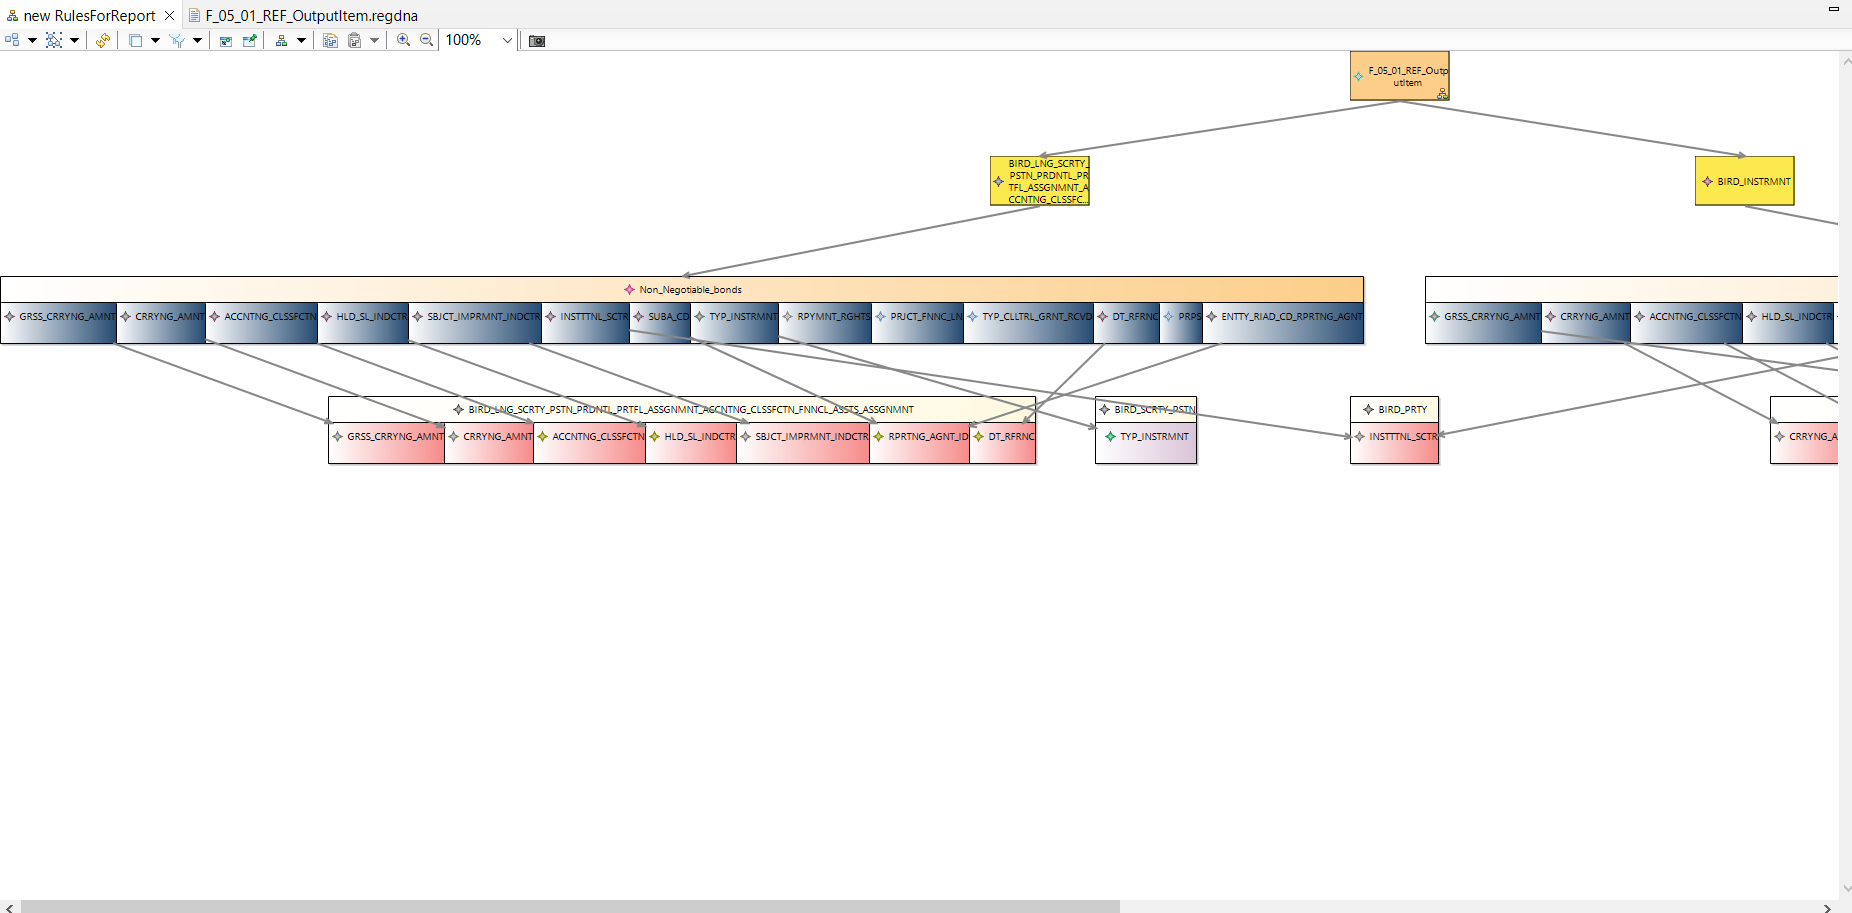 new RulesForReport
F_05_01_REF_OutputItem.regdna
100%
F_05_01_REF_Outp
utItem
BIRD_LNG_SCRTY_
PSTN_PRDNTL_PR
TFL_ASSGNMNT_A
CCNTNG_CLSSFC...
BIRD_INSTRMNT
Non_Negotiable_bonds
GRSS_CRRYNG_AMNT
CRRYNG_AMNT
ACCNTNG_CLSSFCTN
HLD_SL_INDCTR
SBJCT_IMPRMNT_INDCTR
INSTTTNL_SCTR
SUBA_CD
TYP_INSTRMNT
RPYMNT_RGHTS
PRJCT_FNNC_LN
TYP_CLLTRL_GRNT_RCVD
DT_RFRNC
PRPS
ENTTY_RIAD_CD_RPRTNG_AGNT
GRSS_CRRYNG_AMNT
CRRYNG_AMNT
ACCNTNG_CLSSFCTN
HLD_SL_INDCTR
BIRD_LNG_SCRTY_PSTN_PRDNTL_PRTFL_ASSGNMNT_ACCNTNG_CLSSFCTN_FNNCL_ASSTS_ASSGNMNT
GRSS_CRRYNG_AMNT
CRRYNG_AMNT
ACCNTNG_CLSSFCTN
HLD_SL_INDCTR
SBJCT_IMPRMNT_INDCTR
RPRTNG_AGNT_ID
DT_RFRNC
BIRD_SCRTY_PSTN
TYP_INSTRMNT
BIRD_PRTY
INSTTTNL_SCTR
CRRYNG_A